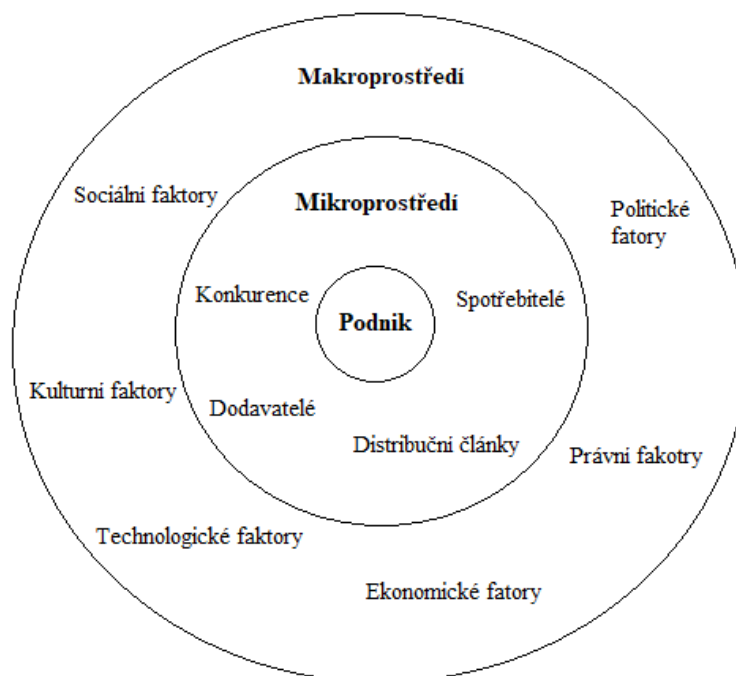 Makroprostředí
Sociální faktory
Mikroprostředí
Politické
fatory
Konkurence
Spotřebitelé
Podnik
Kulturní faktory
Dodavatelé
Distribuční články
Právní fakotry
Technologické faktory
Ekonomické fatory